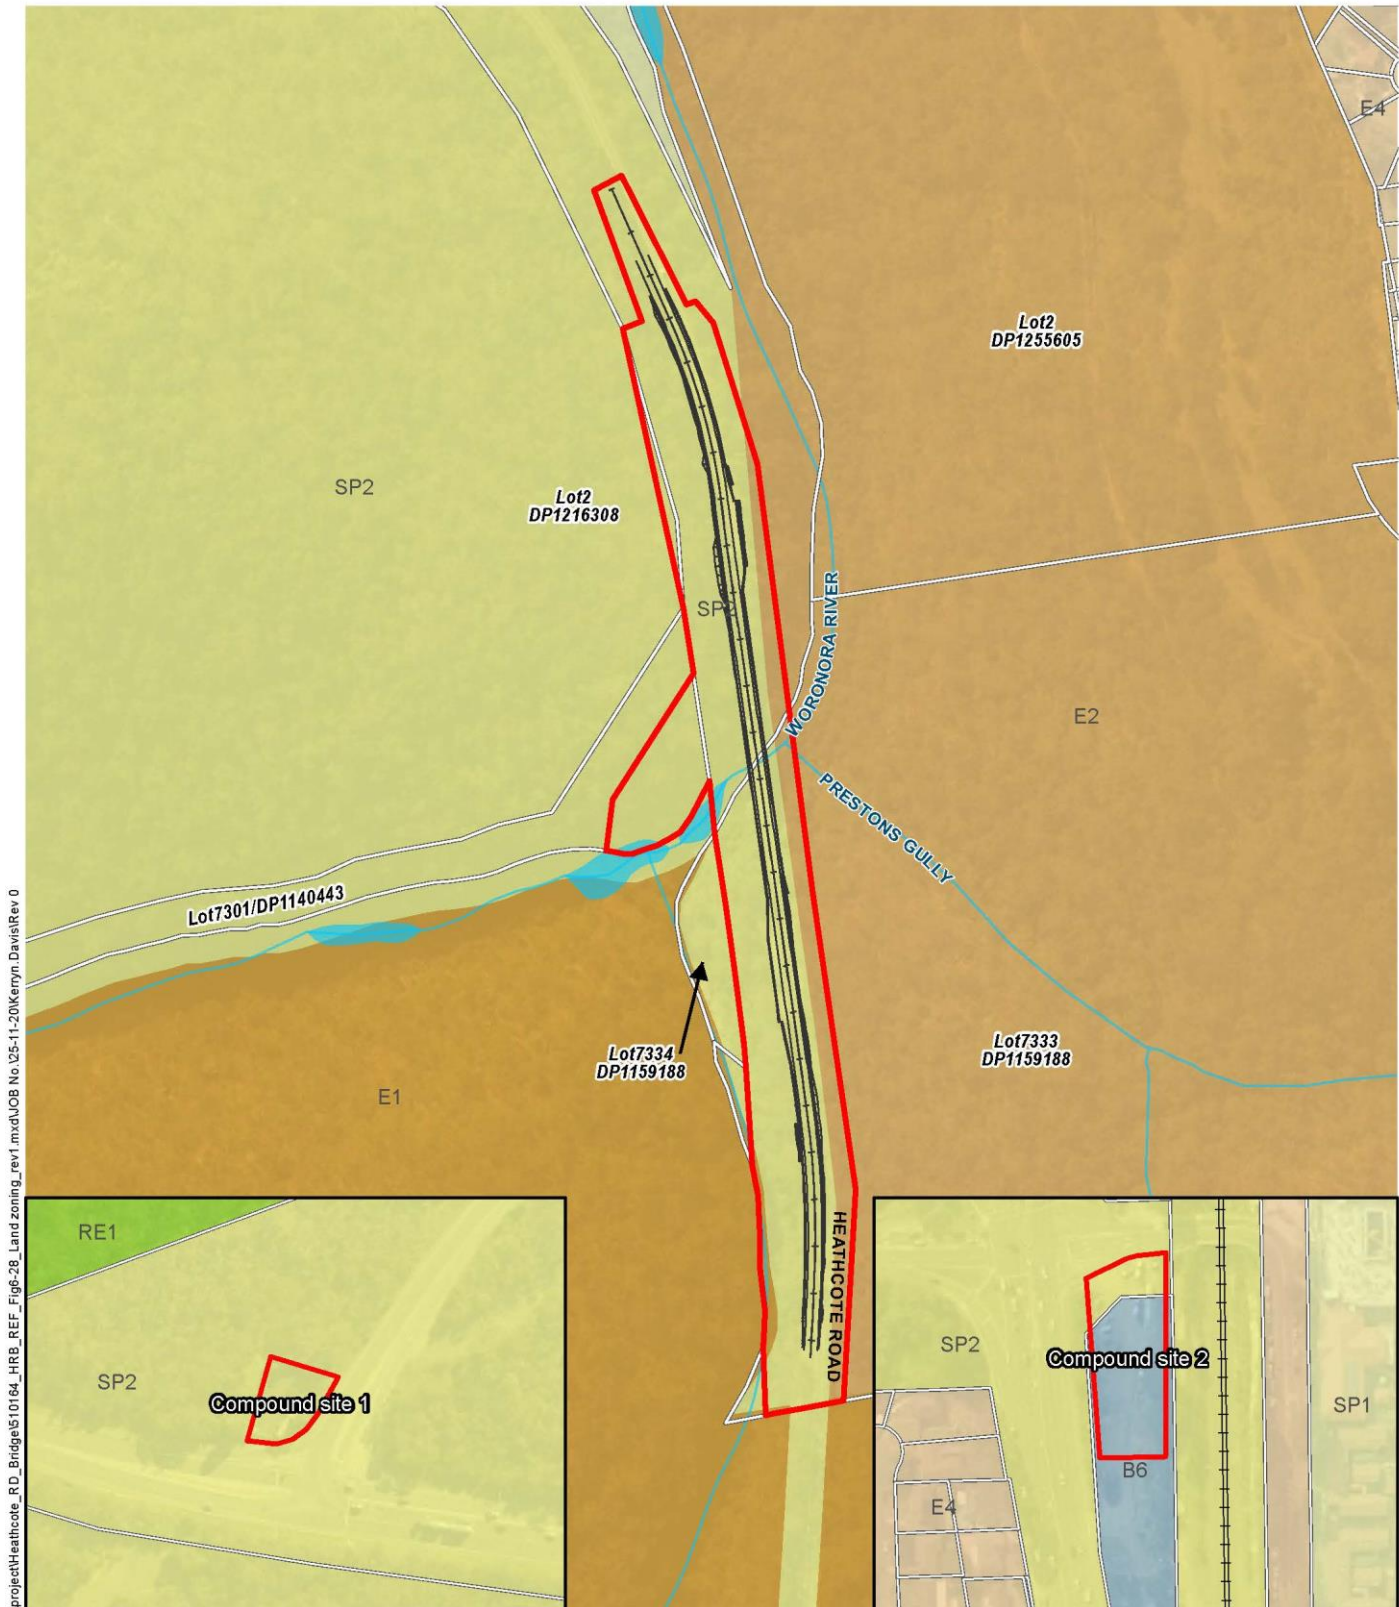 E4
Lot2
DP1255605
SP2
Lot2
DP1216308
SP2
WORONORA RIVER
E2
PRESTONS GULLY
Lot7301/DP1140443
Lot7334
DP1159188
Lot7333
DP1159188
E1
HEATHCOTE ROAD
RE1
SP2
Compound site 1
SP2
Compound site 2
SP1
B6
E4
project\Heathcote_RD_Bridge\510164_HRB_REF_Fig6-28_Land zoning_rev1.mxd\JOB No.\25-11-20\Kerryn.Davis\Rev 0